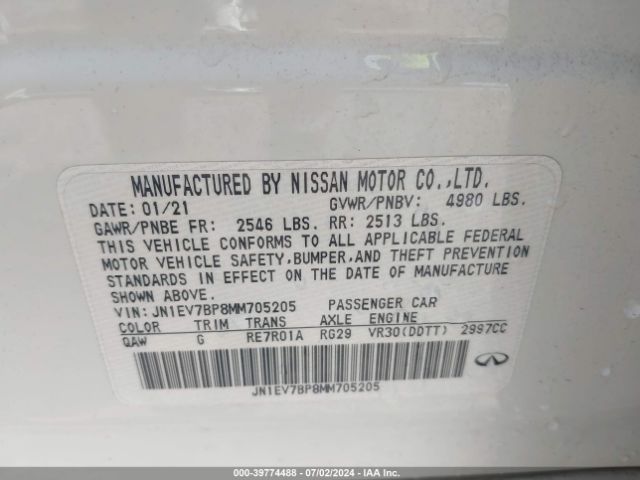 MANUFACTURED BY NISSAN MOTOR CO.,LTD.
DATE: 01/21 GVWR/PNBV: 4980 LBS.
GAWR/PNBE FR: 2546 LBS. RR: 2513 LBS.
THIS VEHICLE CONFORMS TO ALL APPLICABLE FEDERAL
MOTOR VEHICLE SAFETY, BUMPER, AND THEFT PREVENTION
STANDARDS IN EFFECT ON THE DATE OF MANUFACTURE
SHOWN ABOVE.
VIN: JN1EV7BP8MM705205 PASSENGER CAR
COLOR TRIM TRANS AXLE ENGINE
QAW G RE7R01A RG29 VR30(DDTT) 2997CC
JN1EV7BP8MM705205
000-39774488 - 07/02/2024 - IAAI.COM